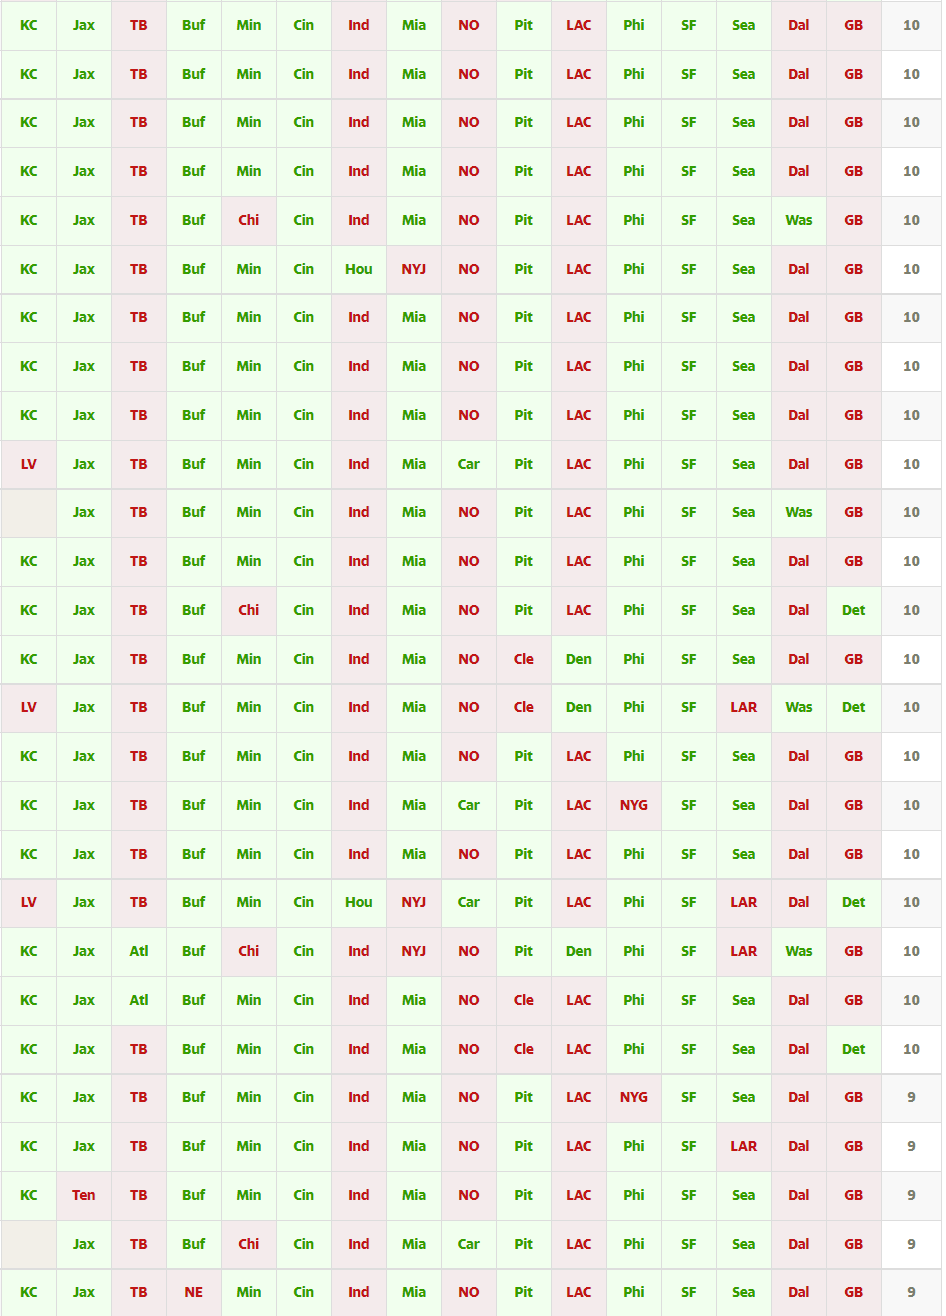 KC Jax TB Buf Min Cin Ind Mia NO Pit LAC Phi SF Sea Dal GB 10
KC Jax TB Buf Min Cin Ind Mia NO Pit LAC Phi SF Sea Dal GB 10
KC Jax TB Buf Min Cin Ind Mia NO Pit LAC Phi SF Sea Dal GB 10
KC Jax TB Buf Min Cin Ind Mia NO Pit LAC Phi SF Sea Dal GB 10
KC Jax TB Buf Chi Cin Ind Mia NO Pit LAC Phi SF Sea Was GB 10
KC Jax TB Buf Min Cin Hou NYJ NO Pit LAC Phi SF Sea Dal GB 10
KC Jax TB Buf Min Cin Ind Mia NO Pit LAC Phi SF Sea Dal GB 10
KC Jax TB Buf Min Cin Ind Mia NO Pit LAC Phi SF Sea Dal GB 10
KC Jax TB Buf Min Cin Ind Mia NO Pit LAC Phi SF Sea Dal GB 10
LV Jax TB Buf Min Cin Ind Mia Car Pit LAC Phi SF Sea Dal GB 10
Jax TB Buf Min Cin Ind Mia NO Pit LAC Phi SF Sea Was GB 10
KC Jax TB Buf Min Cin Ind Mia NO Pit LAC Phi SF Sea Dal GB 10
KC Jax TB Buf Chi Cin Ind Mia NO Pit LAC Phi SF Sea Dal Det 10
KC Jax TB Buf Min Cin Ind Mia NO Cle Den Phi SF Sea Dal GB 10
LV Jax TB Buf Min Cin Ind Mia NO Cle Den Phi SF LAR Was Det 10
KC Jax TB Buf Min Cin Ind Mia NO Pit LAC Phi SF Sea Dal GB 10
KC Jax TB Buf Min Cin Ind Mia Car Pit LAC NYG SF Sea Dal GB 10
KC Jax TB Buf Min Cin Ind Mia NO Pit LAC Phi SF Sea Dal GB 10
LV Jax TB Buf Min Cin Hou NYJ Car Pit LAC Phi SF LAR Dal Det 10
KC Jax Atl Buf Chi Cin Ind NYJ NO Pit Den Phi SF LAR Was GB 10
KC Jax Atl Buf Min Cin Ind Mia NO Cle LAC Phi SF Sea Dal GB 10
KC Jax TB Buf Min Cin Ind Mia NO Cle LAC Phi SF Sea Dal Det 10
KC Jax TB Buf Min Cin Ind Mia NO Pit LAC NYG SF Sea Dal GB 9
KC Jax TB Buf Min Cin Ind Mia NO Pit LAC Phi SF LAR Dal GB 9
KC Ten TB Buf Min Cin Ind Mia NO Pit LAC Phi SF Sea Dal GB 9
Jax TB Buf Chi Cin Ind Mia Car Pit LAC Phi SF Sea Dal GB 9
KC Jax TB NE Min Cin Ind Mia NO Pit LAC Phi SF Sea Dal GB 9